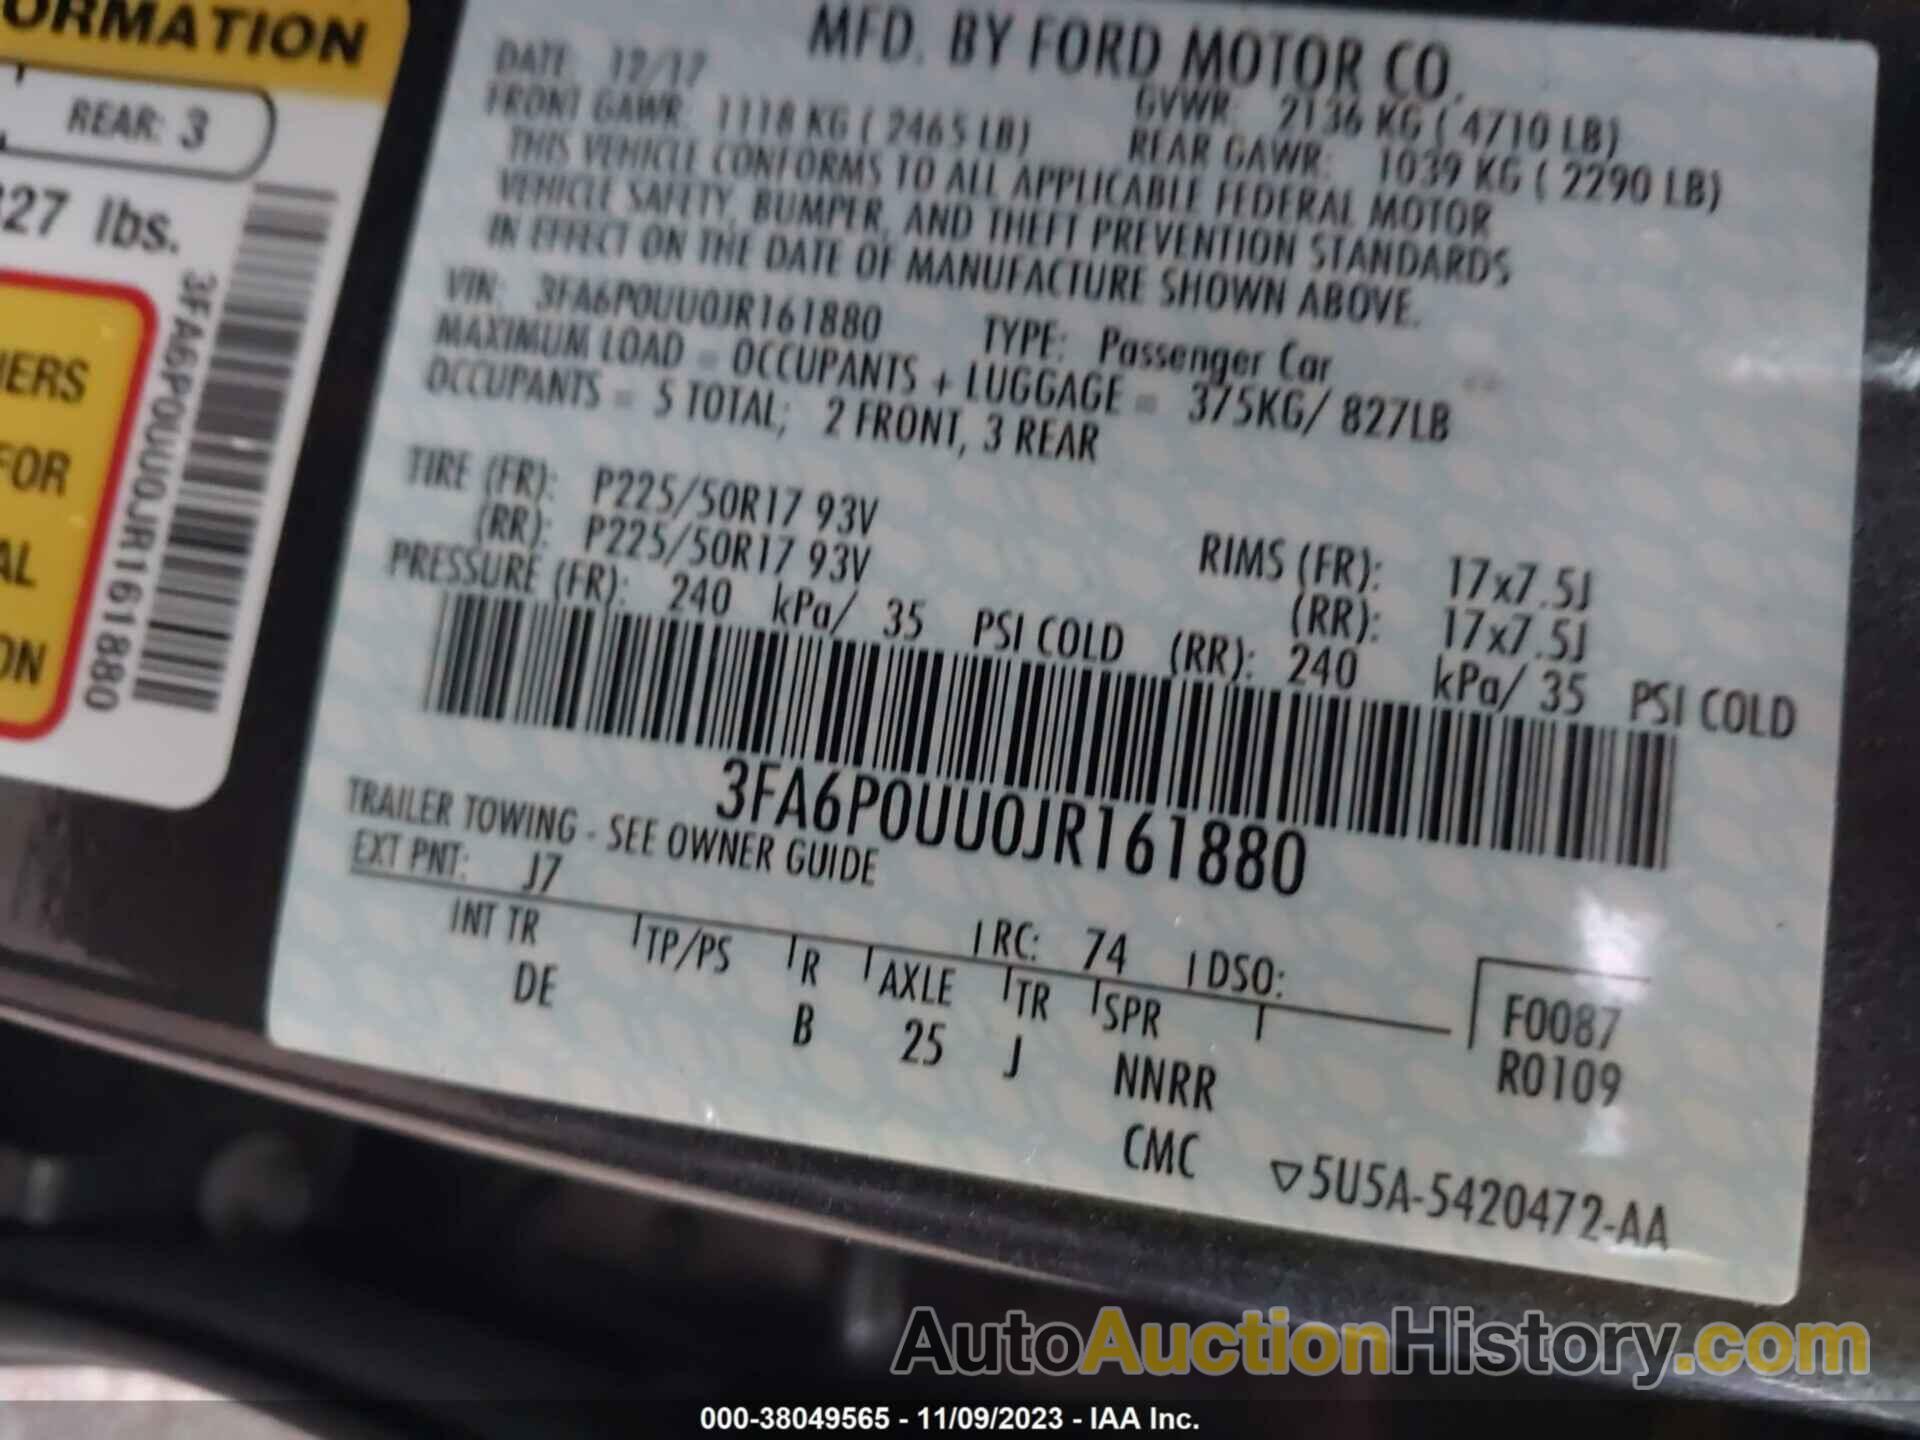 ORMATION
REAR: 3
27 lbs.
3FA6P0UU0JR161880
IERS
FOR
AL
ON
MFD. BY FORD MOTOR CO.
DATE: 12/17
GVWR: 2136 KG ( 4710 LB)
FRONT GAWR: 1118 KG ( 2465 LB)
REAR GAWR: 1039 KG ( 2290 LB)
THIS VEHICLE CONFORMS TO ALL APPLICABLE FEDERAL MOTOR
VEHICLE SAFETY, BUMPER, AND THEFT PREVENTION STANDARDS
IN EFFECT ON THE DATE OF MANUFACTURE SHOWN ABOVE.
VIN: 3FA6P0UU0JR161880 TYPE: Passenger Car
MAXIMUM LOAD = OCCUPANTS + LUGGAGE = 375KG/ 827LB
OCCUPANTS = 5 TOTAL; 2 FRONT, 3 REAR
TIRE (FR): P225/50R17 93V RIMS (FR): 17x7.5J
(RR): P225/50R17 93V (RR): 17x7.5J
PRESSURE (FR): 240 kPa/ 35 PSI COLD (RR): 240 kPa/ 35 PSI COLD
3FA6P0UU0JR161880
TRAILER TOWING - SEE OWNER GUIDE
EXT PNT: J7 RC: 74 DSO:
INT TR TP/PS R AXLE TR SPR
DE B 25 J NNRR
F0087
R0109
CMC
5U5A-5420472-AA
AutoAuctionHistory.com
000-38049565 - 11/09/2023 - IAA Inc.